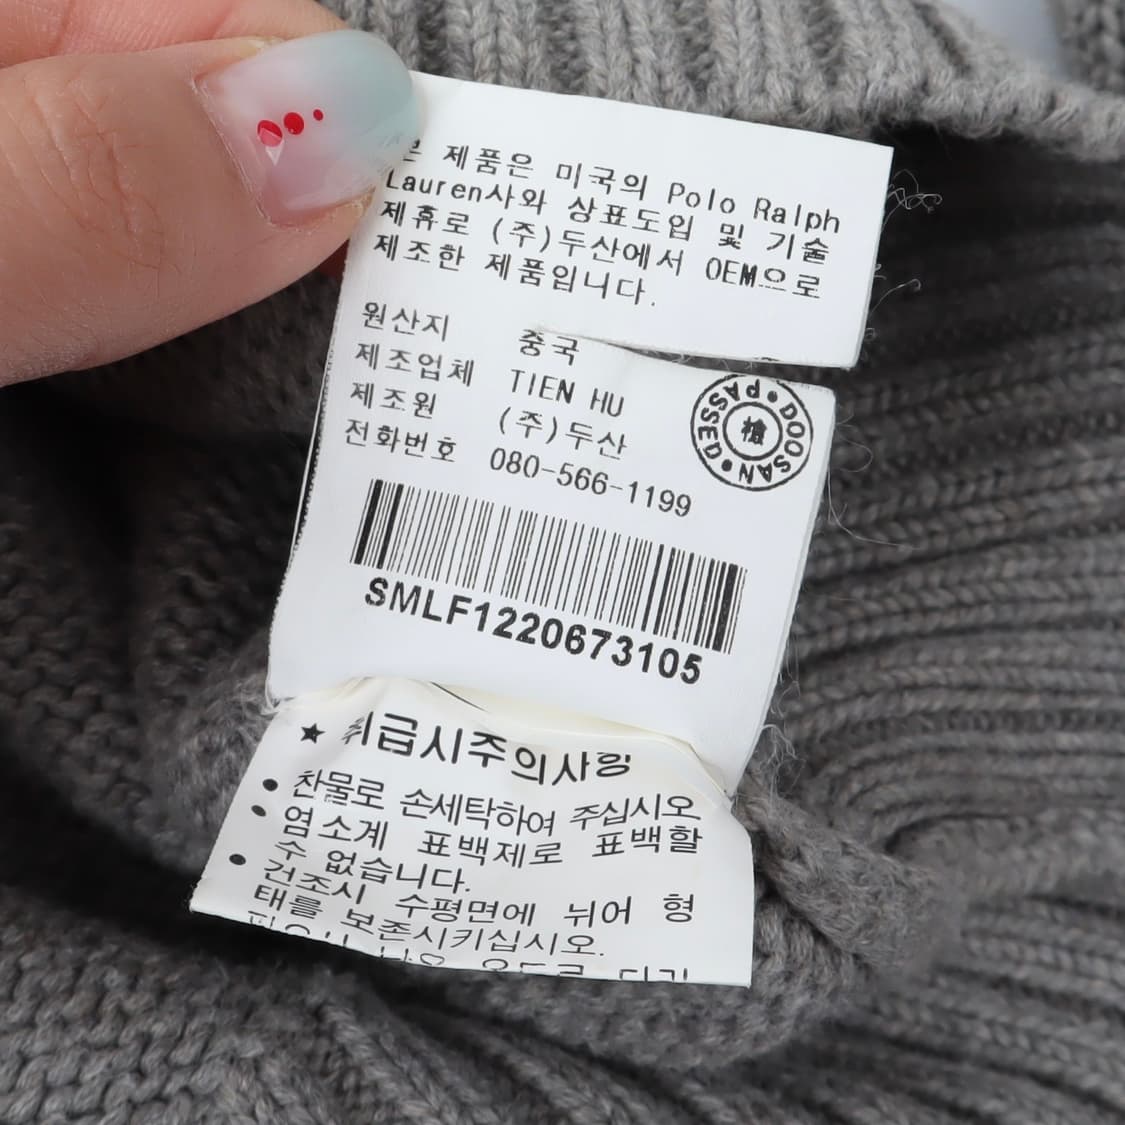 본 제품은 미국의 Polo Ralph
Lauren사와 상표도입 및 기술
제휴로 (주)두산에서 OEM으로
제조한 제품입니다.
원산지 중국
제조업체 TIEN HU
제조원 (주)두산
전화번호 080-566-1199
DOOSAN PASSED
檢
SMLF1220673105
★ 취급시주의사항
• 찬물로 손세탁하여 주십시오
• 염소계 표백제로 표백할
수 없습니다.
• 건조시 수평면에 뉘어 형
태를 보존시키십시오.